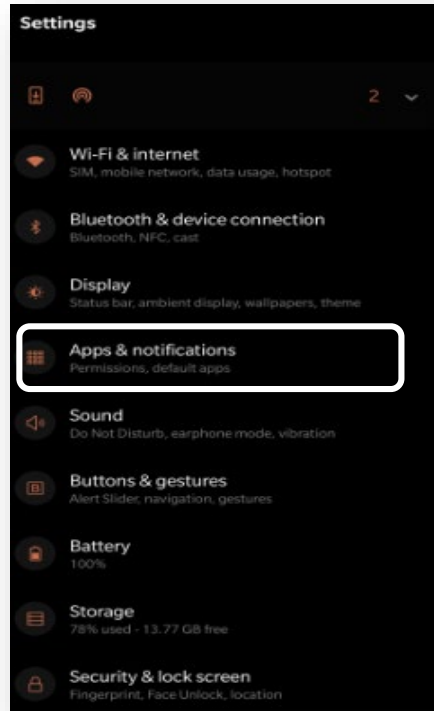 Settings
2
Wi-Fi & internet
SIM, mobile network, data usage, hotspot
Bluetooth & device connection
Bluetooth, NFC, cast
Display
Status bar, ambient display, wallpapers, theme
Apps & notifications
Permissions, default apps
Sound
Do Not Disturb, earphone mode, vibration
Buttons & gestures
Alert Slider, navigation, gestures
Battery
100%
Storage
78% used - 13.77 GB free
Security & lock screen
Fingerprint, Face Unlock, location